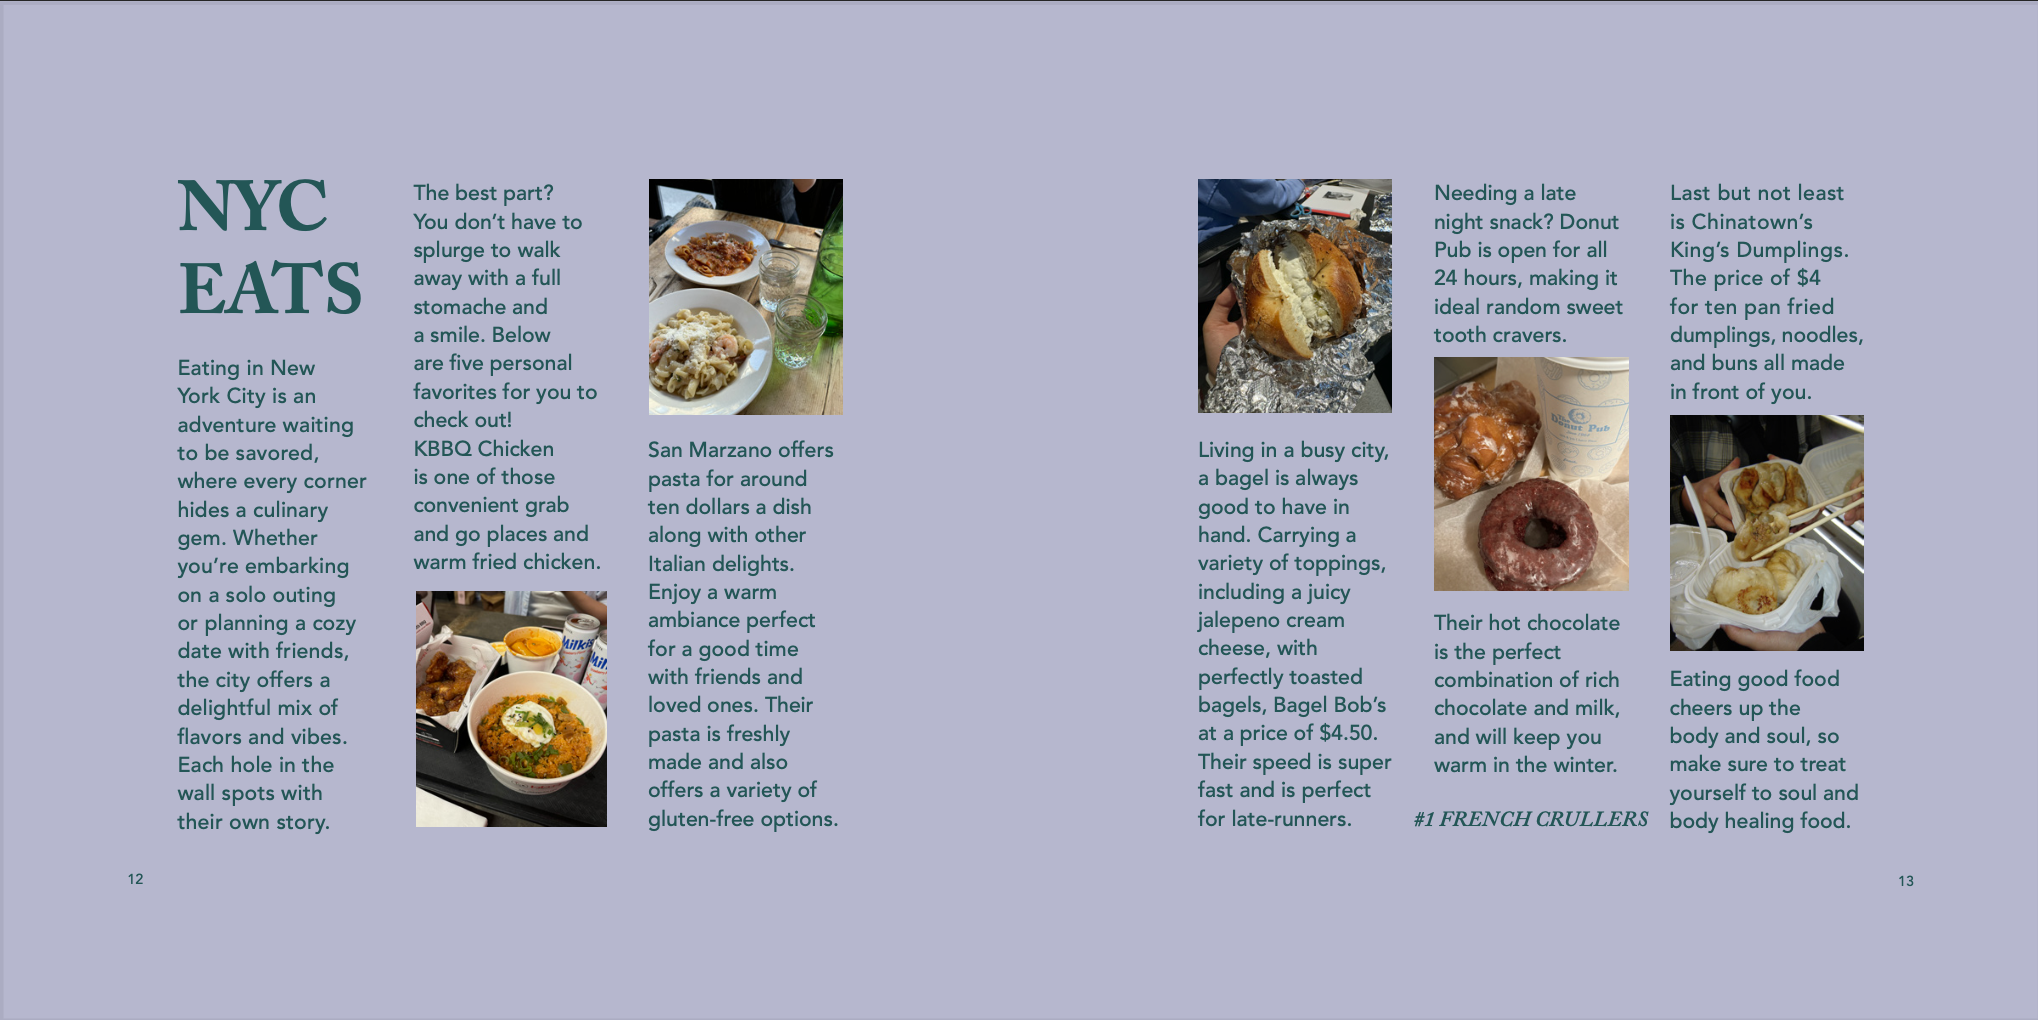 NYC
EATS
Eating in New
York City is an
adventure waiting
to be savored,
where every corner
hides a culinary
gem. Whether
you’re embarking
on a solo outing
or planning a cozy
date with friends,
the city offers a
delightful mix of
flavors and vibes.
Each hole in the
wall spots with
their own story.
The best part?
You don’t have to
splurge to walk
away with a full
stomache and
a smile. Below
are five personal
favorites for you to
check out!
KBBQ Chicken
is one of those
convenient grab
and go places and
warm fried chicken.
Milkis
Mil
San Marzano offers
pasta for around
ten dollars a dish
along with other
Italian delights.
Enjoy a warm
ambiance perfect
for a good time
with friends and
loved ones. Their
pasta is freshly
made and also
offers a variety of
gluten-free options.
12
Living in a busy city,
a bagel is always
good to have in
hand. Carrying a
variety of toppings,
including a juicy
jalepeno cream
cheese, with
perfectly toasted
bagels, Bagel Bob’s
at a price of $4.50.
Their speed is super
fast and is perfect
for late-runners.
Needing a late
night snack? Donut
Pub is open for all
24 hours, making it
ideal random sweet
tooth cravers.
The
Donut Pub
Their hot chocolate
is the perfect
combination of rich
chocolate and milk,
and will keep you
warm in the winter.
#1 FRENCH CRULLERS
Last but not least
is Chinatown’s
King’s Dumplings.
The price of $4
for ten pan fried
dumplings, noodles,
and buns all made
in front of you.
Eating good food
cheers up the
body and soul, so
make sure to treat
yourself to soul and
body healing food.
13